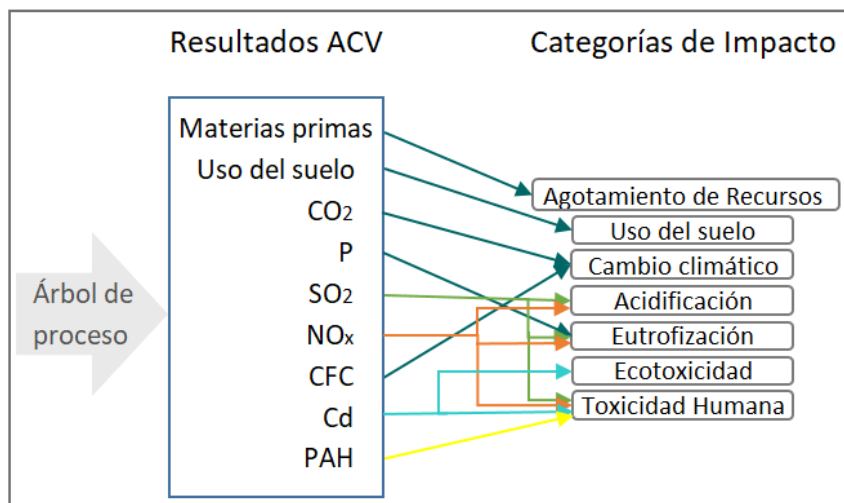 Resultados ACV
Categorías de Impacto
Árbol de
proceso
Materias primas
Uso del suelo
CO2
P
SO2
NOx
CFC
Cd
PAH
Agotamiento de Recursos
Uso del suelo
Cambio climático
Acidificación
Eutrofización
Ecotoxicidad
Toxicidad Humana